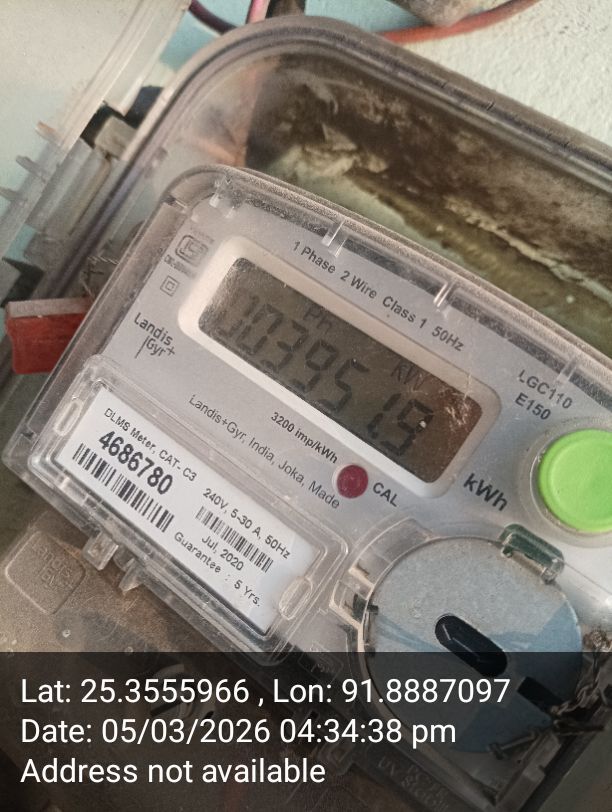 1 Phase 2 Wire Class 1 50Hz
Ph
kW
Landis
Gyr+
LGC110
E150
3200 imp/kWh
kWh
Landis+Gyr, India, Joka, Made
CAL
DLMS Meter, CAT- C3
4686780
240V, 5-30 A, 50Hz
Jul, 2020
Guarantee : 5 Yrs.
Lat: 25.3555966 , Lon: 91.8887097
Date: 05/03/2026 04:34:38 pm
Address not available